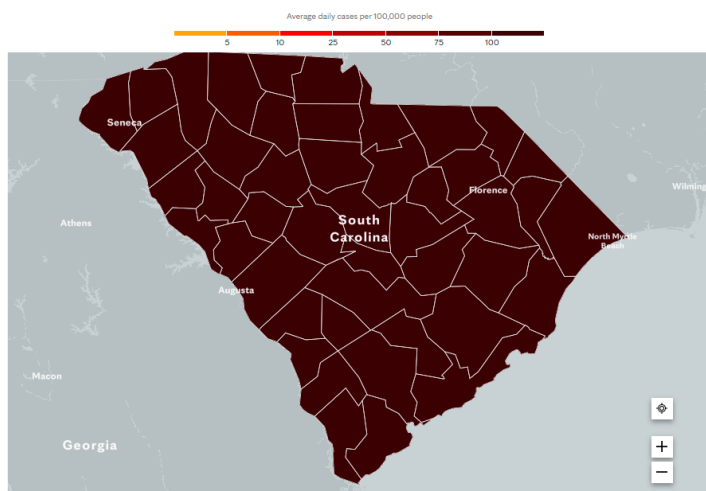 Average daily cases per 100,000 people
5 10 25 50 75 100
Seneca
Florence
Wilming
Athens
South
Carolina
North Myrtle
Beach
Augusta
Macon
Georgia
+
−